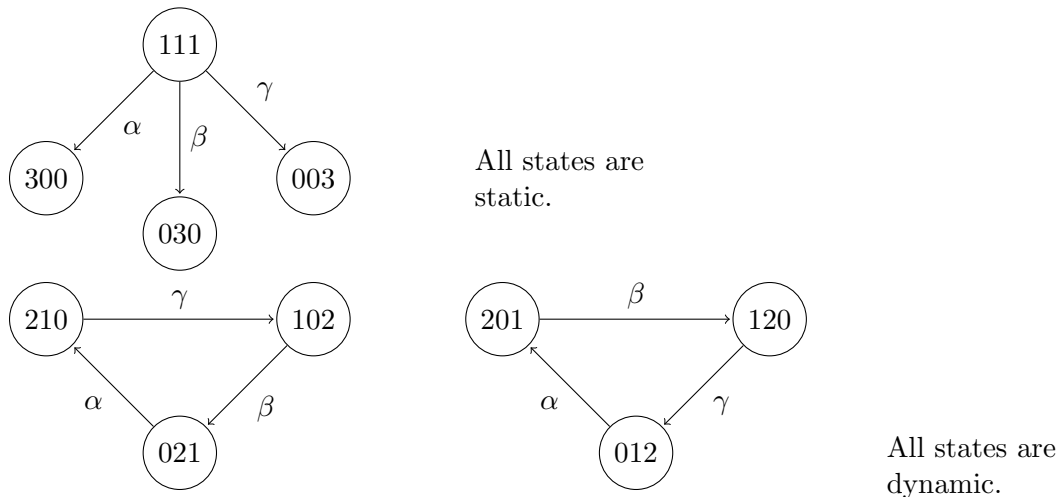 111
γ
α
β
300
003
All states are
static.
030
γ
β
210
102
201
120
α
β
α
γ
021
012
All states are
dynamic.